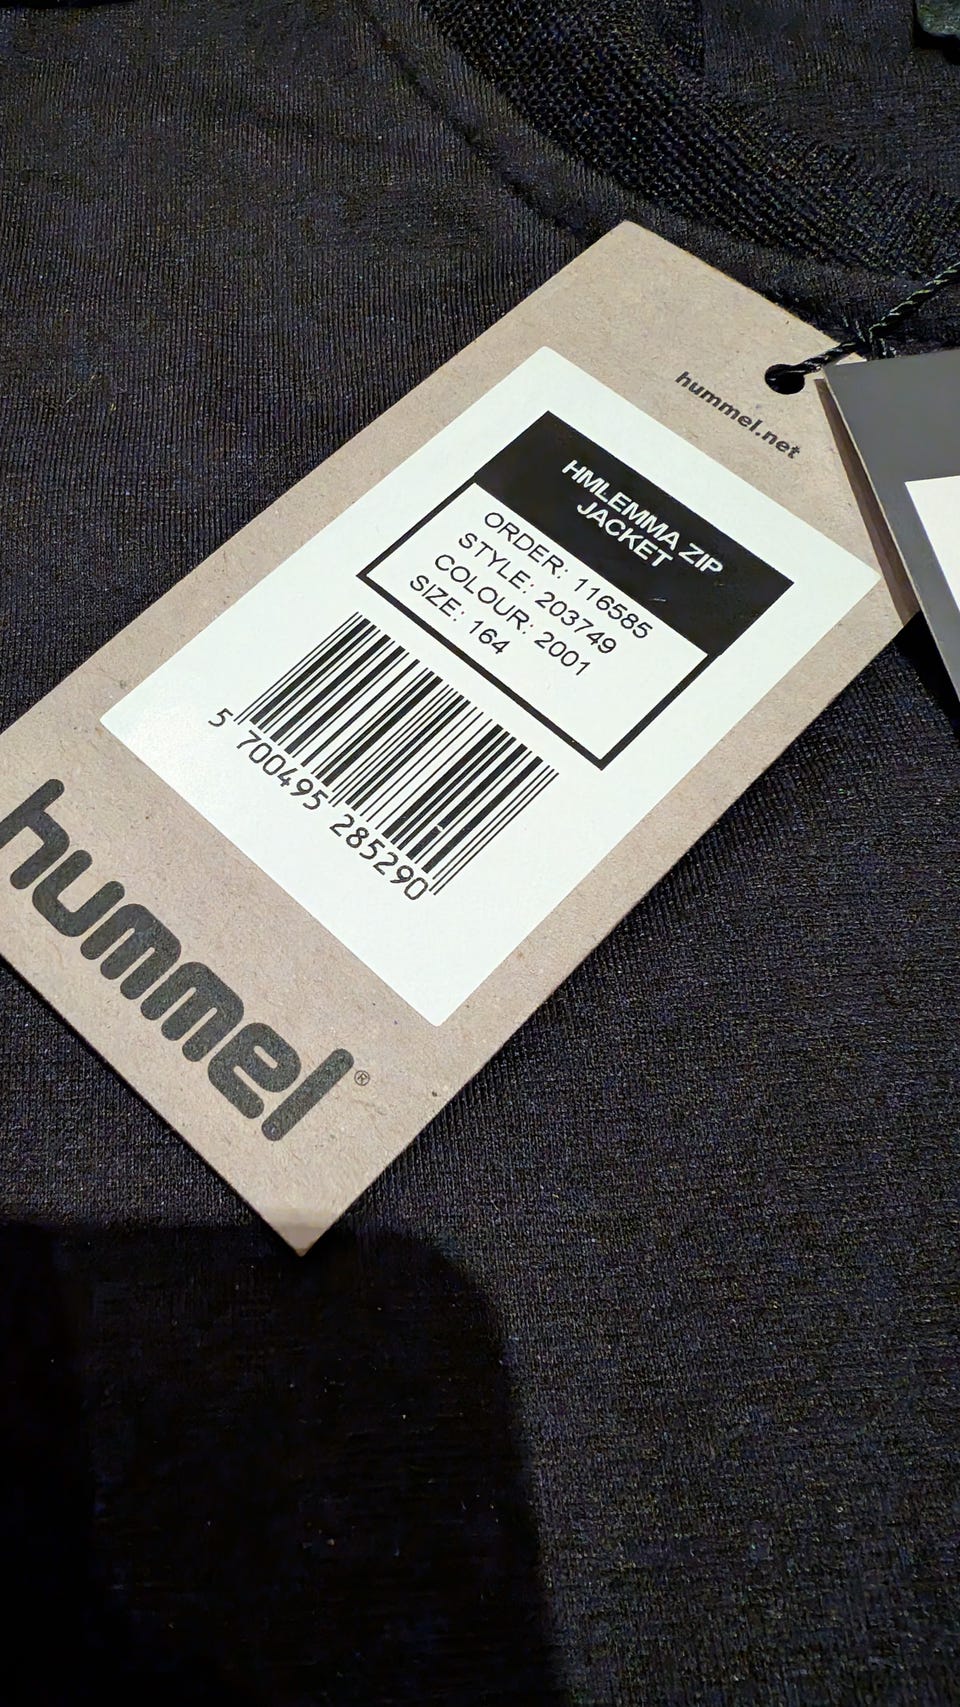 hummel.net
HMLEMMA ZIP
JACKET
ORDER: 116585
STYLE: 203749
COLOUR: 2001
SIZE: 164
5 700495 285290
hummel®